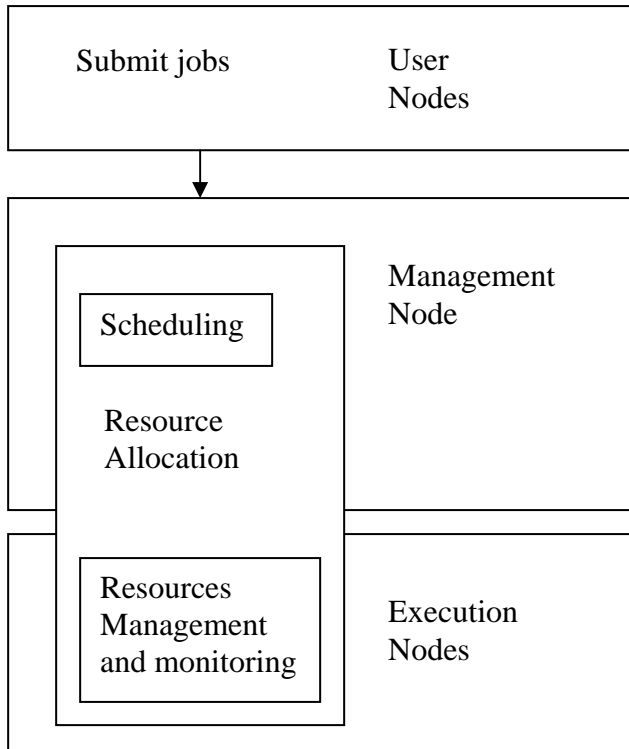 Submit jobs
User
Nodes
Management
Node
Scheduling
Resource
Allocation
Resources
Management
and monitoring
Execution
Nodes